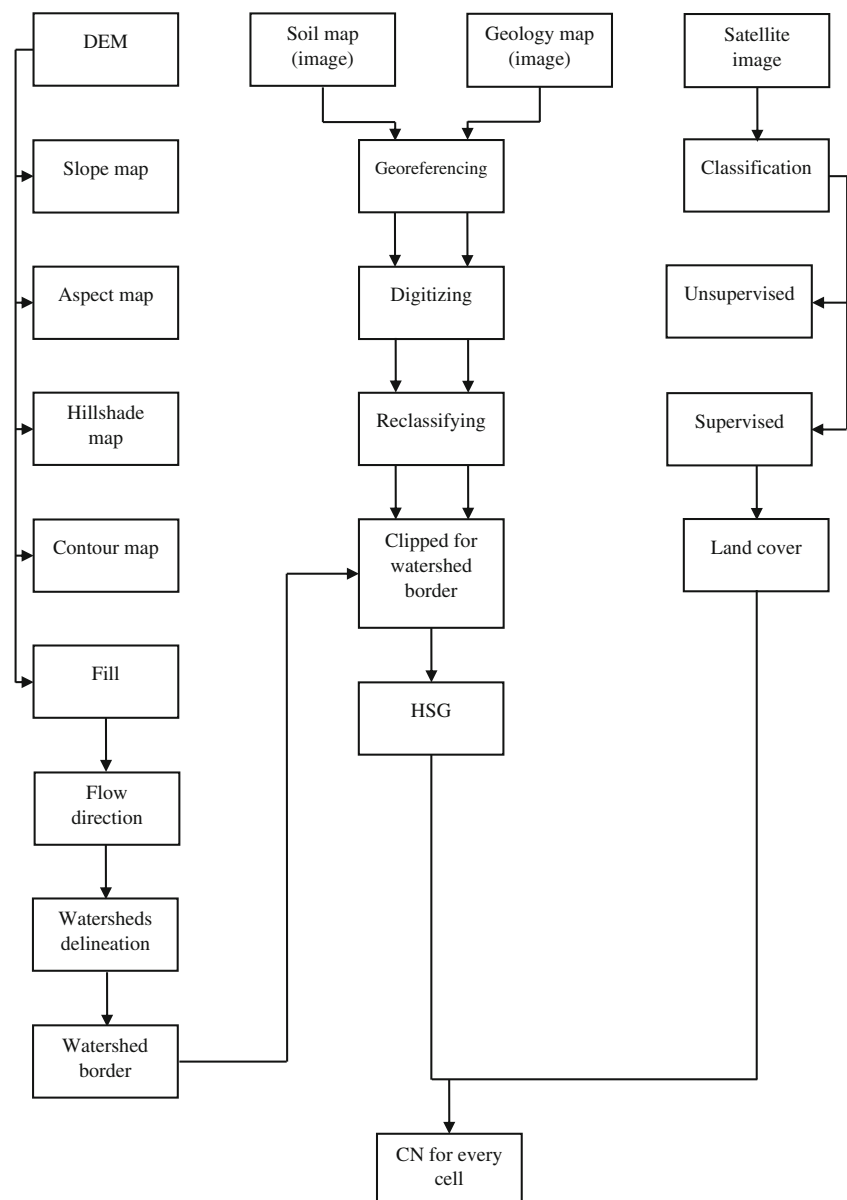 DEM
Soil map
(image)
Geology map
(image)
Satellite
image
Slope map
Georeferencing
Classification
Aspect map
Digitizing
Unsupervised
Hillshade
map
Reclassifying
Supervised
Contour map
Clipped for
watershed
border
Land cover
Fill
HSG
Flow
direction
Watersheds
delineation
Watershed
border
CN for every
cell